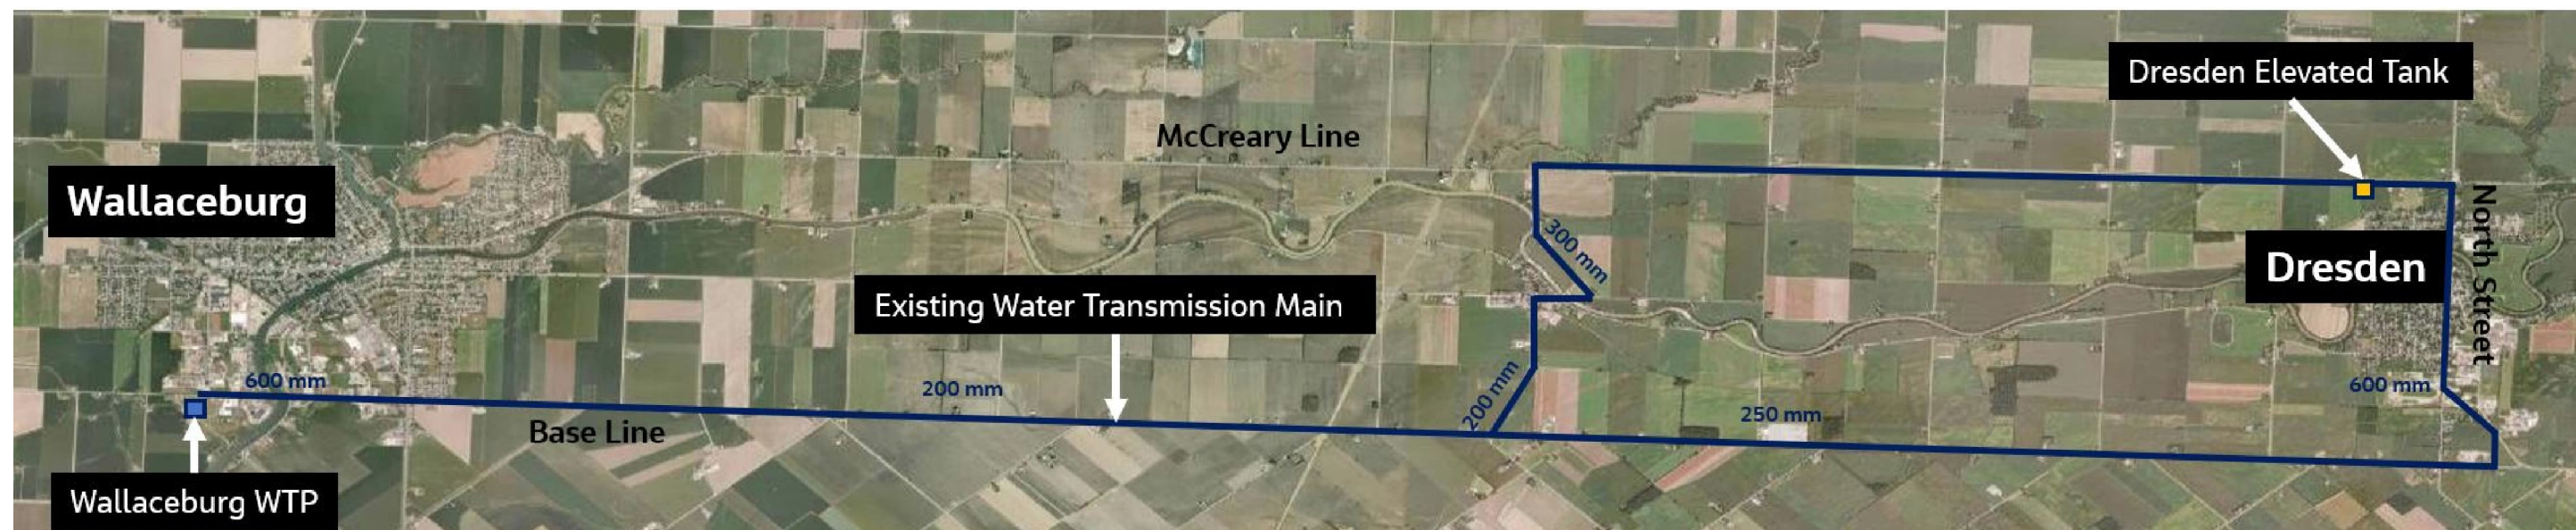 Dresden Elevated Tank
McCreary Line
Wallaceburg
North Street
300 mm
Dresden
Existing Water Transmission Main
600 mm
200 mm
200 mm
250 mm
600 mm
Base Line
Wallaceburg WTP